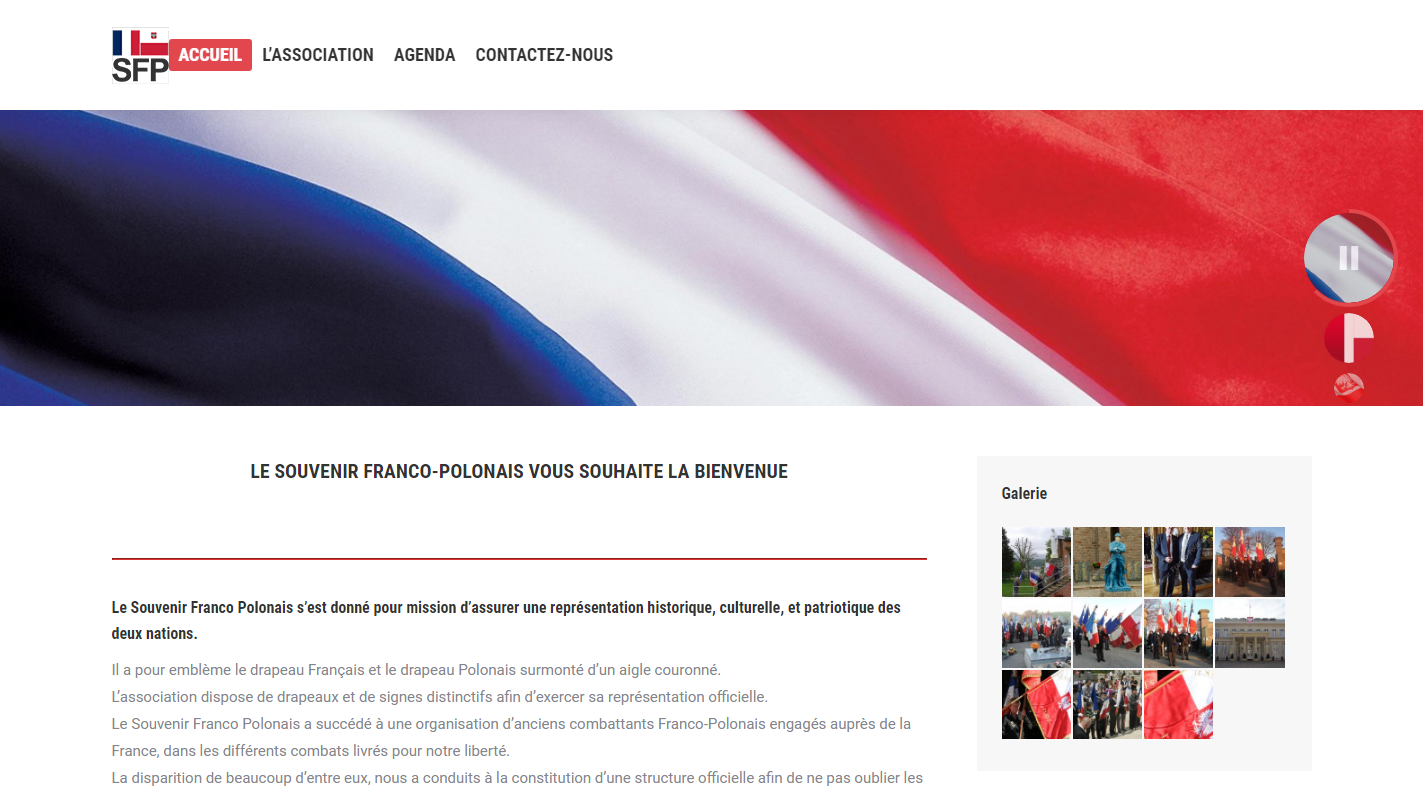 SFP
ACCUEIL
L’ASSOCIATION
AGENDA
CONTACTEZ-NOUS
LE SOUVENIR FRANCO-POLONAIS VOUS SOUHAITE LA BIENVENUE
Galerie
Le Souvenir Franco Polonais s’est donné pour mission d’assurer une représentation historique, culturelle, et patriotique des
deux nations.
Il a pour emblème le drapeau Français et le drapeau Polonais surmonté d’un aigle couronné.
L’association dispose de drapeaux et de signes distinctifs afin d’exercer sa représentation officielle.
Le Souvenir Franco Polonais a succédé à une organisation d’anciens combattants Franco-Polonais engagés auprès de la
France, dans les différents combats livrés pour notre liberté.
La disparition de beaucoup d’entre eux, nous a conduits à la constitution d’une structure officielle afin de ne pas oublier les